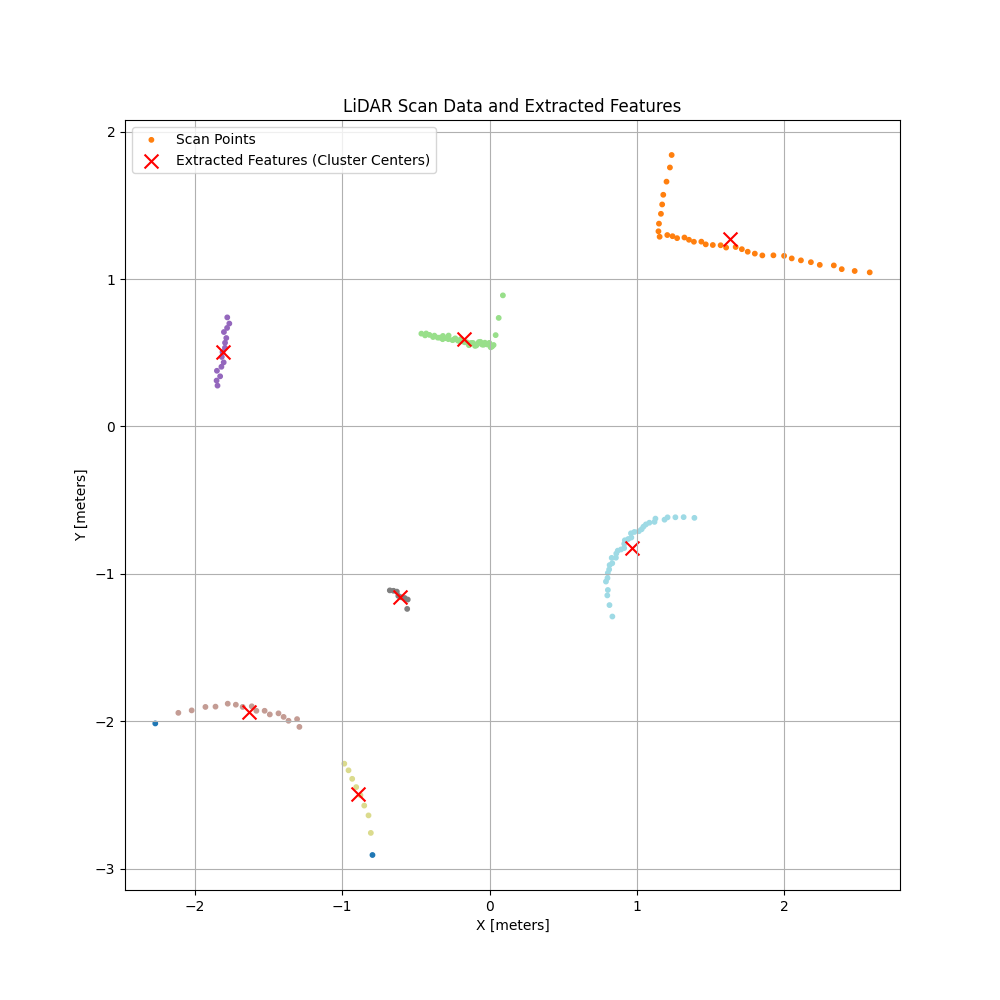 LiDAR Scan Data and Extracted Features
Scan Points
Extracted Features (Cluster Centers)
2
1
0
−1
−2
−3
Y [meters]
−2
−1
0
1
2
X [meters]